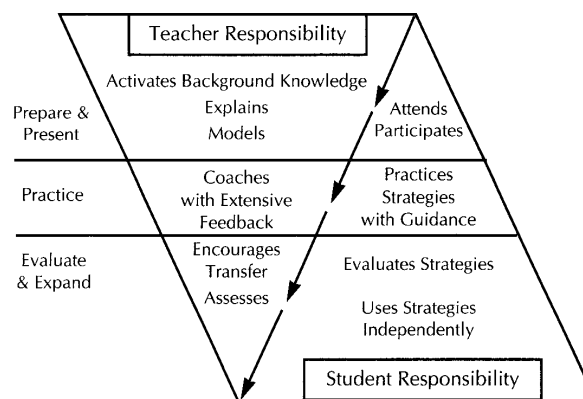 Teacher Responsibility
Activates Background Knowledge
Explains
Models
Prepare &
Present
Attends
Participates
Practice
Coaches
with Extensive
Feedback
Practices
Strategies
with Guidance
Evaluate
& Expand
Encourages
Transfer
Assesses
Evaluates Strategies
Uses Strategies
Independently
Student Responsibility